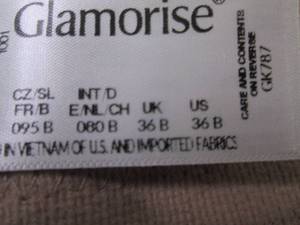 Glamorise®
1001
CARE AND CONTENTS
ON REVERSE
GK787
CZ/SL INT/D
FR/B E/NL/CH UK US
095 B 080 B 36 B 36 B
IN VIETNAM OF U.S. AND IMPORTED FABRICS